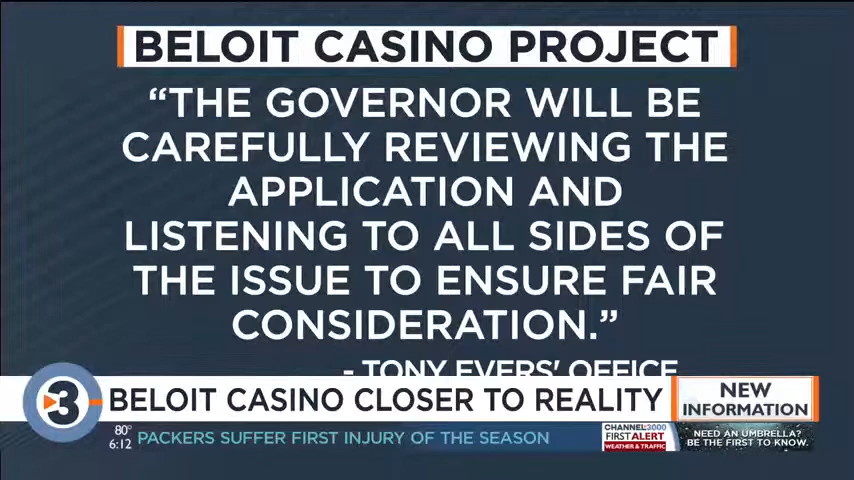 BELOIT CASINO PROJECT
“THE GOVERNOR WILL BE
CAREFULLY REVIEWING THE
APPLICATION AND
LISTENING TO ALL SIDES OF
THE ISSUE TO ENSURE FAIR
CONSIDERATION.”
- TONY EVERS' OFFICE
3
BELOIT CASINO CLOSER TO REALITY
NEW
INFORMATION
80°
6:12
PACKERS SUFFER FIRST INJURY OF THE SEASON
CHANNEL3000
FIRST ALERT
WEATHER & TRAFFIC
NEED AN UMBRELLA?
BE THE FIRST TO KNOW.